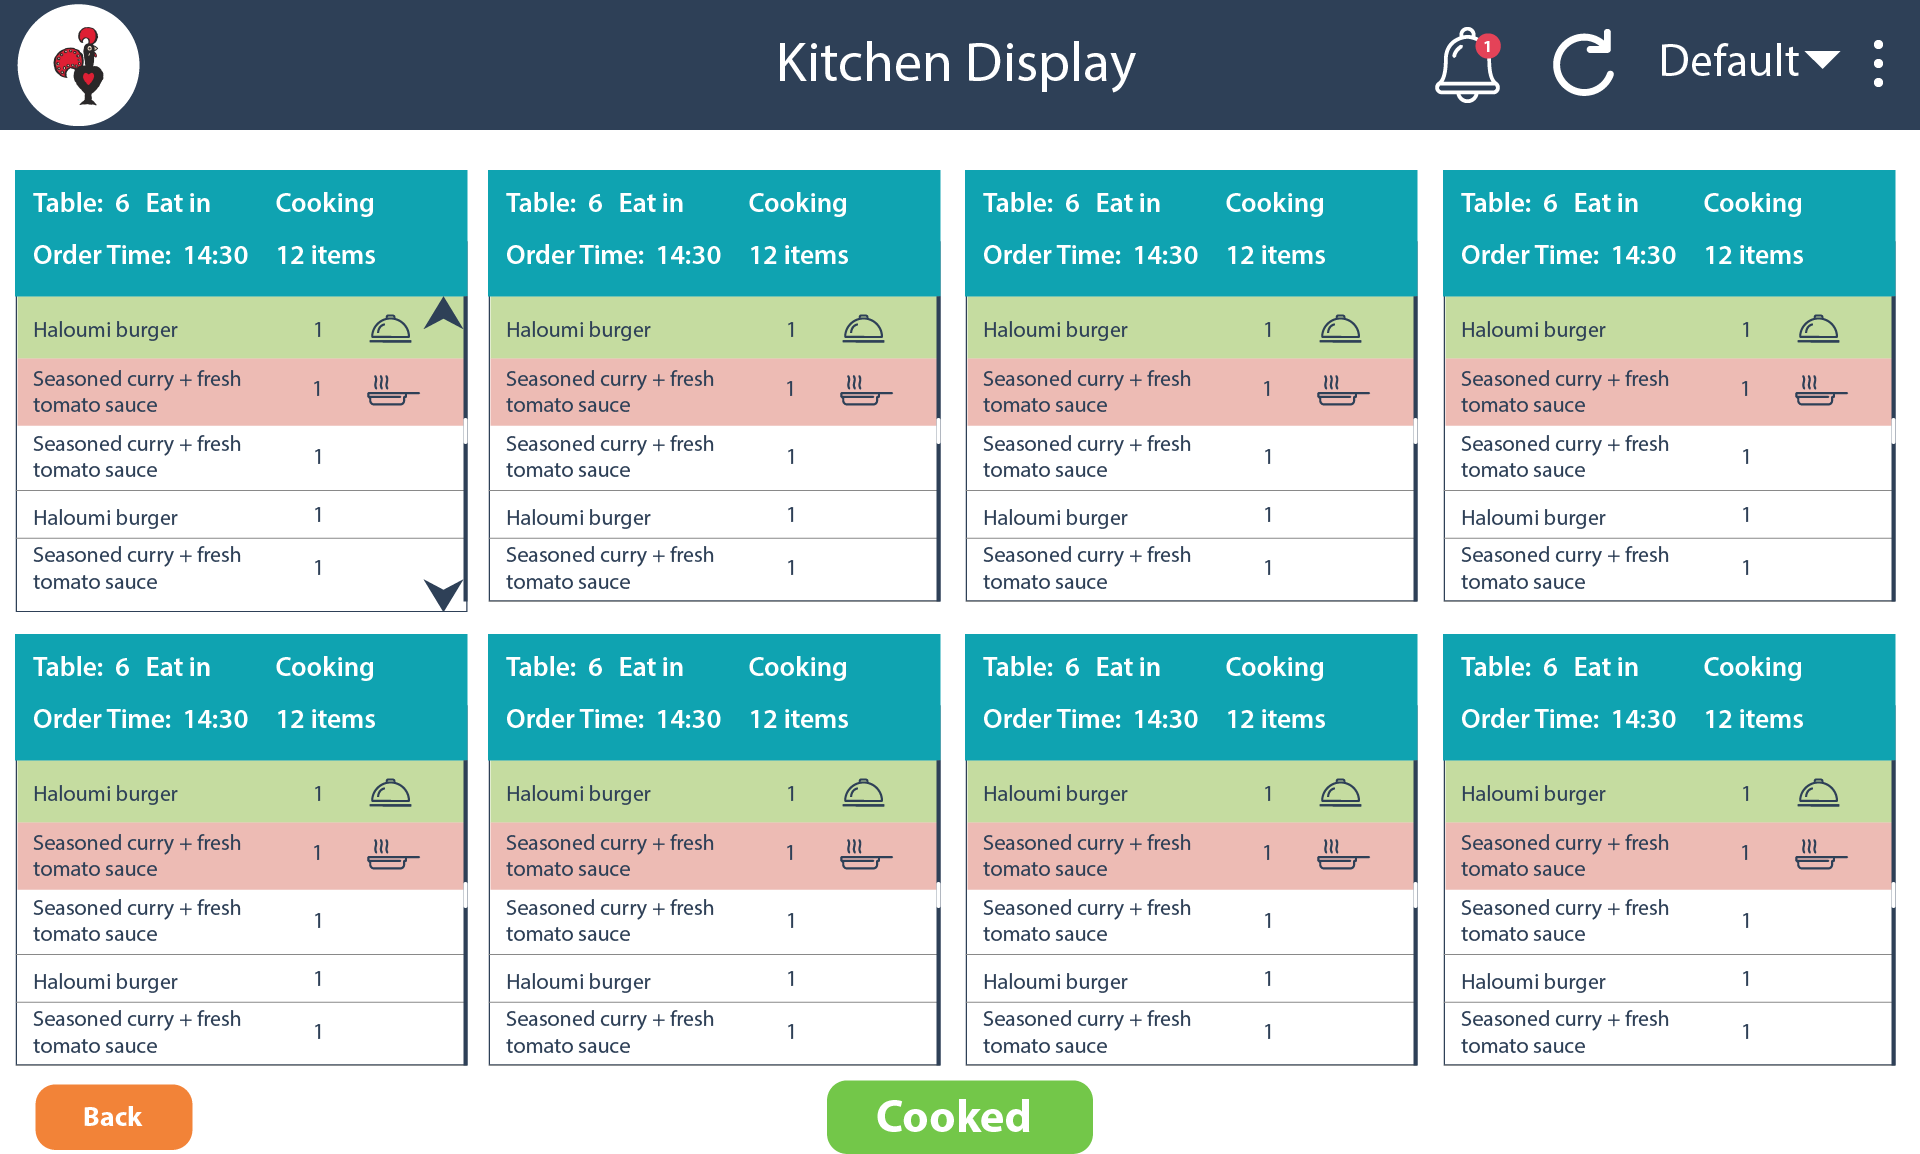 Kitchen Display
1
Default
Table: 6 Eat in Cooking
Order Time: 14:30 12 items
Haloumi burger 1
Seasoned curry + fresh
tomato sauce 1
Seasoned curry + fresh
tomato sauce 1
Haloumi burger 1
Seasoned curry + fresh
tomato sauce 1
Table: 6 Eat in Cooking
Order Time: 14:30 12 items
Haloumi burger 1
Seasoned curry + fresh
tomato sauce 1
Seasoned curry + fresh
tomato sauce 1
Haloumi burger 1
Seasoned curry + fresh
tomato sauce 1
Table: 6 Eat in Cooking
Order Time: 14:30 12 items
Haloumi burger 1
Seasoned curry + fresh
tomato sauce 1
Seasoned curry + fresh
tomato sauce 1
Haloumi burger 1
Seasoned curry + fresh
tomato sauce 1
Table: 6 Eat in Cooking
Order Time: 14:30 12 items
Haloumi burger 1
Seasoned curry + fresh
tomato sauce 1
Seasoned curry + fresh
tomato sauce 1
Haloumi burger 1
Seasoned curry + fresh
tomato sauce 1
Table: 6 Eat in Cooking
Order Time: 14:30 12 items
Haloumi burger 1
Seasoned curry + fresh
tomato sauce 1
Seasoned curry + fresh
tomato sauce 1
Haloumi burger 1
Seasoned curry + fresh
tomato sauce 1
Table: 6 Eat in Cooking
Order Time: 14:30 12 items
Haloumi burger 1
Seasoned curry + fresh
tomato sauce 1
Seasoned curry + fresh
tomato sauce 1
Haloumi burger 1
Seasoned curry + fresh
tomato sauce 1
Table: 6 Eat in Cooking
Order Time: 14:30 12 items
Haloumi burger 1
Seasoned curry + fresh
tomato sauce 1
Seasoned curry + fresh
tomato sauce 1
Haloumi burger 1
Seasoned curry + fresh
tomato sauce 1
Table: 6 Eat in Cooking
Order Time: 14:30 12 items
Haloumi burger 1
Seasoned curry + fresh
tomato sauce 1
Seasoned curry + fresh
tomato sauce 1
Haloumi burger 1
Seasoned curry + fresh
tomato sauce 1
Back
Cooked